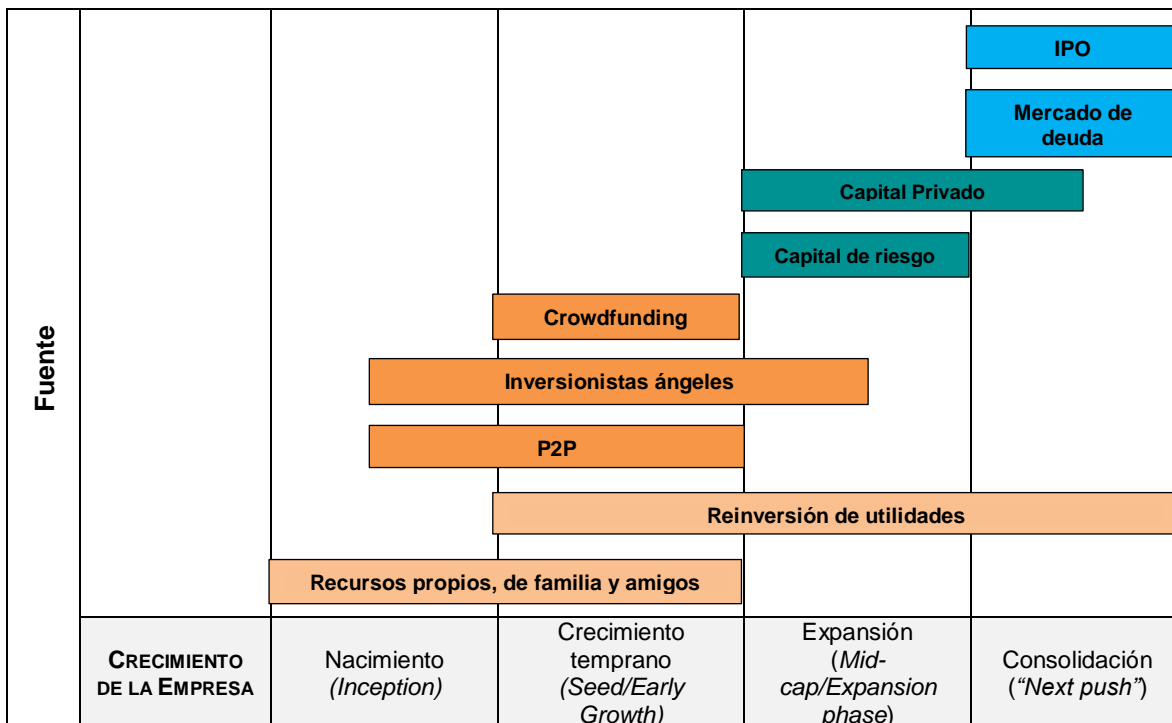 IPO
Mercado de
deuda
Capital Privado
Capital de riesgo
Crowdfunding
Inversionistas ángeles
P2P
Reinversión de utilidades
Recursos propios, de familia y amigos
Fuente
CRECIMIENTO
DE LA EMPRESA
Nacimiento
(Inception)
Crecimiento
temprano
(Seed/Early
Growth)
Expansión
(Mid-
cap/Expansion
phase)
Consolidación
("Next push")